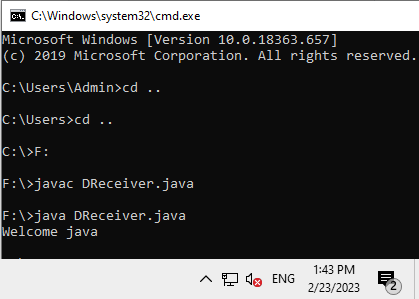 C:\Windows\system32\cmd.exe
Microsoft Windows [Version 10.0.18363.657]
(c) 2019 Microsoft Corporation. All rights reserved.
C:\Users\Admin>cd ..
C:\Users>cd ..
C:\>F:
F:\>javac DReceiver.java
F:\>java DReceiver.java
Welcome java
ENG
1:43 PM
2/23/2023
2